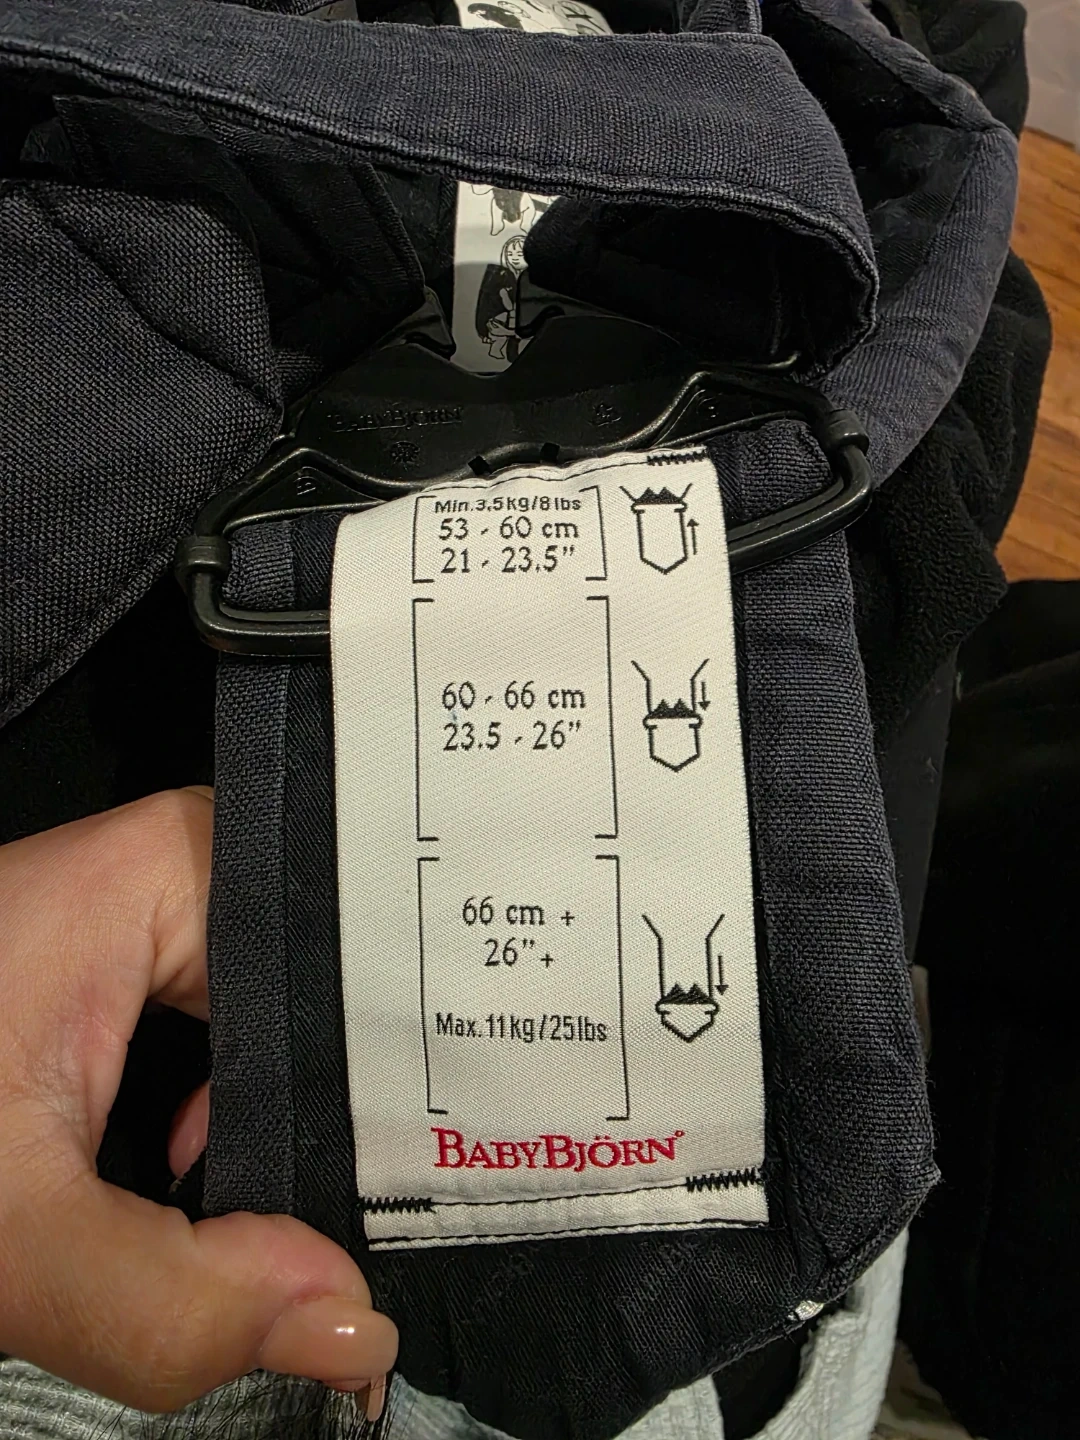 BABYBJÖRN
Min.3.5kg/8lbs
53 - 60 cm
21 - 23.5"
60 - 66 cm
23.5 - 26"
66 cm +
26" +
Max.11kg/25lbs
BABYBJÖRN